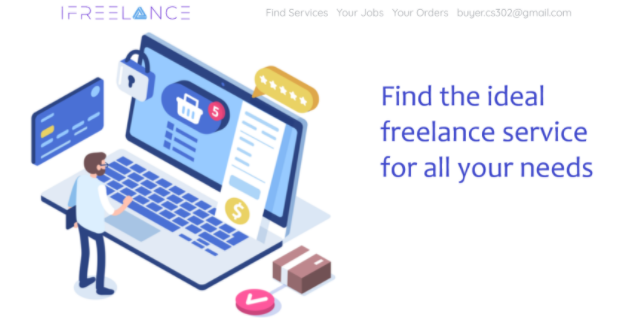 IFREELANCE
Find Services Your Jobs Your Orders buyer.cs302@gmail.com
5
$
Find the ideal
freelance service
for all your needs